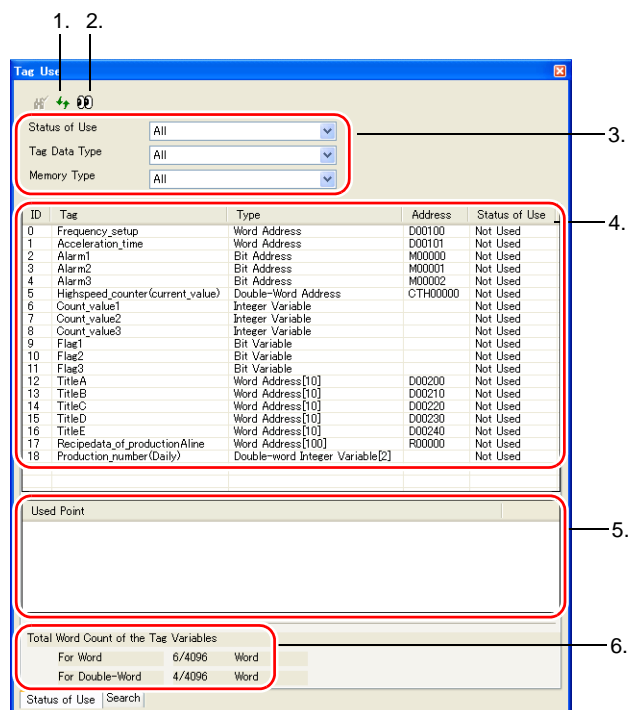 1. 2.
Tag Use
Status of Use All
3.
Tag Data Type All
Memory Type All
ID Tag Type Address Status of Use
4.
0 Frequency_setup Word Address D00100 Not Used
1 Acceleration_time Word Address D00101 Not Used
2 Alarm1 Bit Address M00000 Not Used
3 Alarm2 Bit Address M00001 Not Used
4 Alarm3 Bit Address M00002 Not Used
5 Highspeed_counter(current_value) Double-Word Address CTH00000 Not Used
6 Count_value1 Integer Variable Not Used
7 Count_value2 Integer Variable Not Used
8 Count_value3 Integer Variable Not Used
9 Flag1 Bit Variable Not Used
10 Flag2 Bit Variable Not Used
11 Flag3 Bit Variable Not Used
12 TitleA Word Address[10] D00200 Not Used
13 TitleB Word Address[10] D00210 Not Used
14 TitleC Word Address[10] D00220 Not Used
15 TitleD Word Address[10] D00230 Not Used
16 TitleE Word Address[10] D00240 Not Used
17 Recipedata_of_productionAline Word Address[100] R00000 Not Used
18 Production_number(Daily) Double-word Integer Variable[2] Not Used
Used Point
5.
Total Word Count of the Tag Variables
6.
For Word 6/4096 Word
For Double-Word 4/4096 Word
Status of Use Search